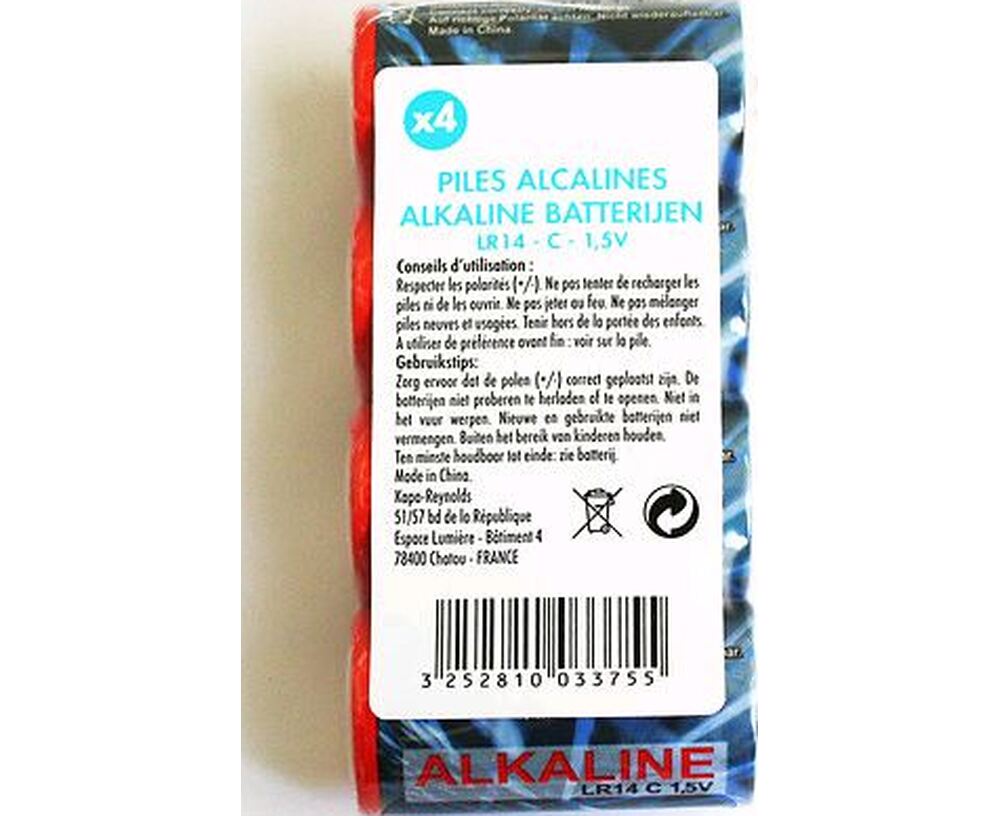 Auf richtige Polarität achten. Nicht wiederaufladbar.
Made in China.
x4
PILES ALCALINES
ALKALINE BATTERIJEN
LR14 - C - 1,5V
Conseils d'utilisation :
Respecter les polarités (+/-). Ne pas tenter de recharger les
piles ni de les ouvrir. Ne pas jeter au feu. Ne pas mélanger
piles neuves et usagées. Tenir hors de la portée des enfants.
A utiliser de préférence avant fin : voir sur la pile.
Gebruikstips:
Zorg ervoor dat de polen (+/-) correct geplaatst zijn. De
batterijen niet proberen te herladen of te openen. Niet in
het vuur werpen. Nieuwe en gebruikte batterijen niet
vermengen. Buiten het bereik van kinderen houden.
Ten minste houdbaar tot einde: zie batterij.
Made in China.
Kapa-Reynolds
51/57 bd de la République
Espace Lumière - Bâtiment 4
78400 Chatou - FRANCE
3 252810 033755
ALKALINE
LR14 C 1,5V